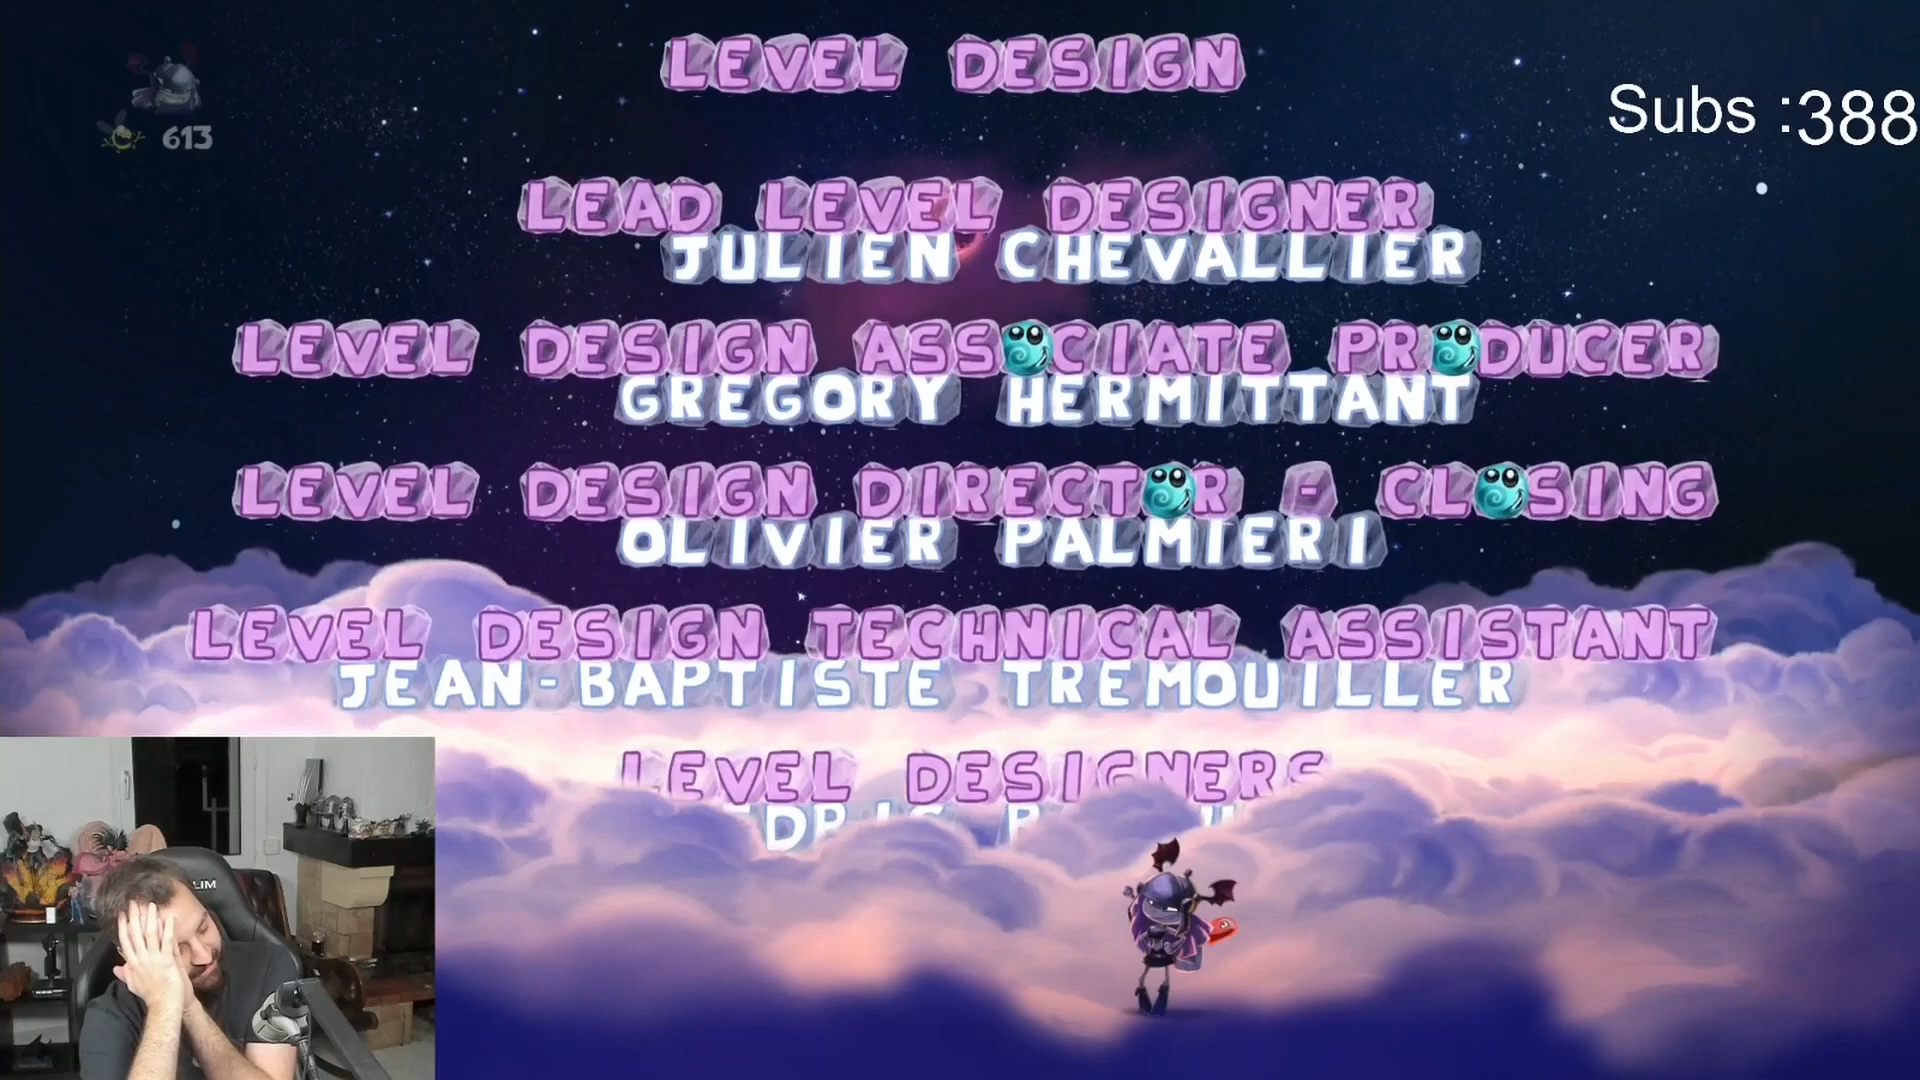 LEVEL DESIGN
Subs :388
613
LEAD LEVEL DESIGNER
JULIEN CHEVALLIER
LEVEL DESIGN ASSOCIATE PRODUCER
GREGORY HERMITTANT
LEVEL DESIGN DIRECTOR - CLOSING
OLIVIER PALMIERI
LEVEL DESIGN TECHNICAL ASSISTANT
JEAN-BAPTISTE TREMOUILLER
LEVEL DESIGNERS